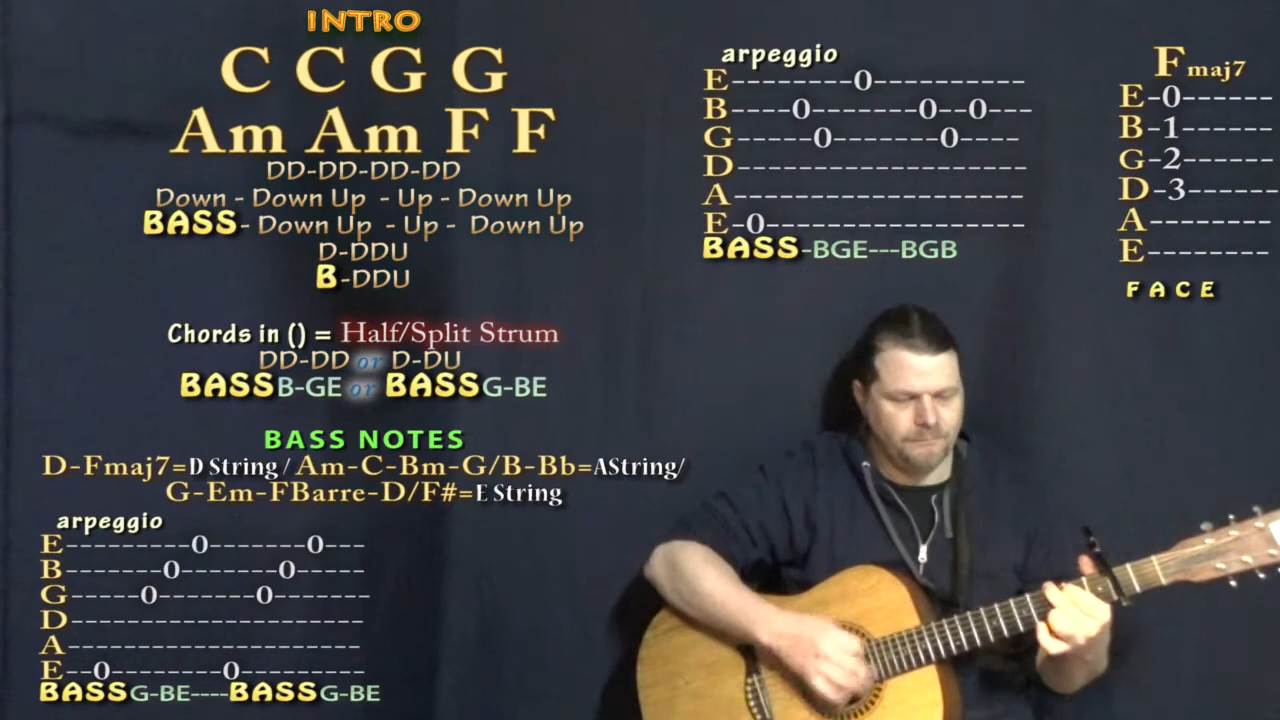 INTRO
C C G G
Am Am F F
DD-DD-DD-DD
Down - Down Up - Up - Down Up
BASS - Down Up - Up - Down Up
D-DDU
B-DDU
Chords in () = Half/Split Strum
DD-DD or D-DU
BASSB-GE or BASSG-BE
BASS NOTES
D-Fmaj7=D String / Am-C-Bm-G/B-Bb=AString/
G-Em-FBarre-D/F#=E String
arpeggio
E---------0--------0---
B-------0--------0-----
G-----0-------0-------
D---------------------
A---------------------
E--0--------0---------
BASSG-BE----BASSG-BE
arpeggio
E--------0-----------
B----0-------0--0---
G------0-------0-----
D---------------------
A---------------------
E-0------------------
BASS-BGE---BGB
Fmaj7
E-0------
B-1------
G-2------
D-3------
A--------
E--------
F A C E